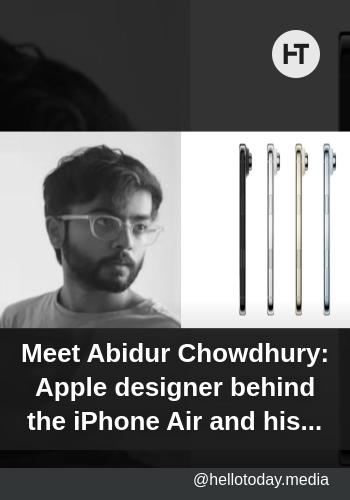 HT
Meet Abidur Chowdhury:
Apple designer behind
the iPhone Air and his...
@hellotoday.media